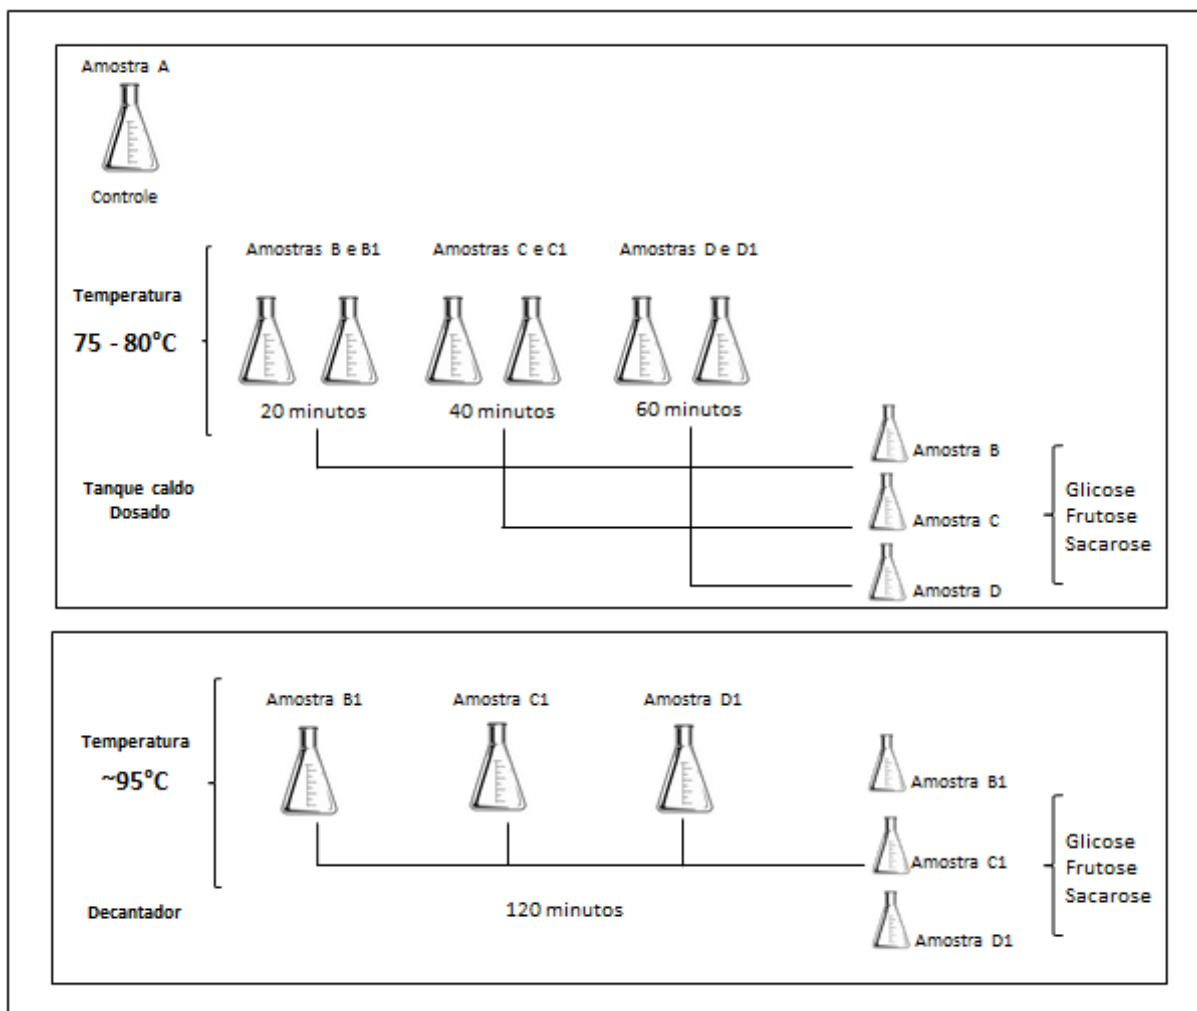 Amostra A
Controle
Amostras B e B1
Amostras C e C1
Amostras D e D1
Temperatura
75 - 80°C
20 minutos
40 minutos
60 minutos
Tanque caldo
Dosado
Amostra B
Amostra C
Amostra D
Glicose
Frutose
Sacarose
Amostra B1
Amostra C1
Amostra D1
Temperatura
~95°C
Decantador
120 minutos
Amostra B1
Amostra C1
Amostra D1
Glicose
Frutose
Sacarose